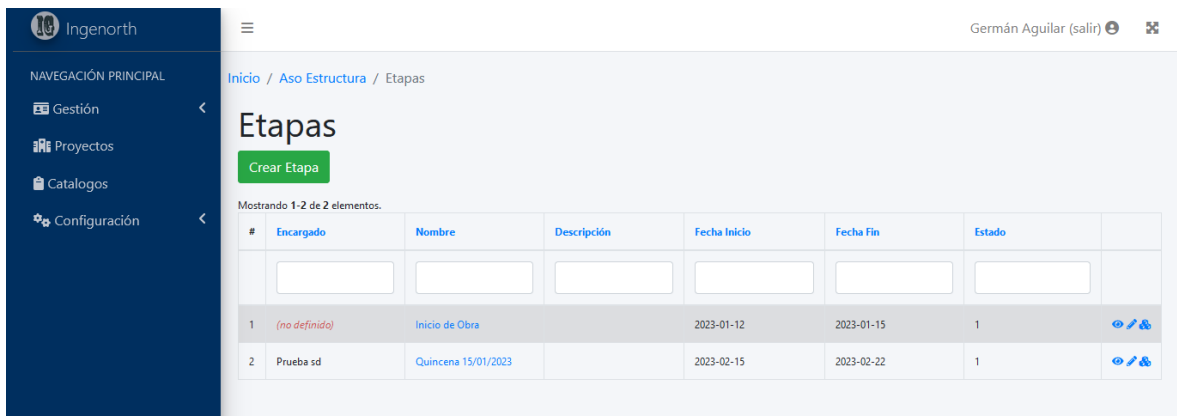 Ingenorth
Germán Aguilar (salir)
NAVEGACIÓN PRINCIPAL
Gestión
Proyectos
Catalogos
Configuración
Inicio / Aso Estructura / Etapas
Etapas
Crear Etapa
Mostrando 1-2 de 2 elementos.
# Encargado Nombre Descripción Fecha Inicio Fecha Fin Estado
1 (no definido) Inicio de Obra 2023-01-12 2023-01-15 1
2 Prueba sd Quincena 15/01/2023 2023-02-15 2023-02-22 1